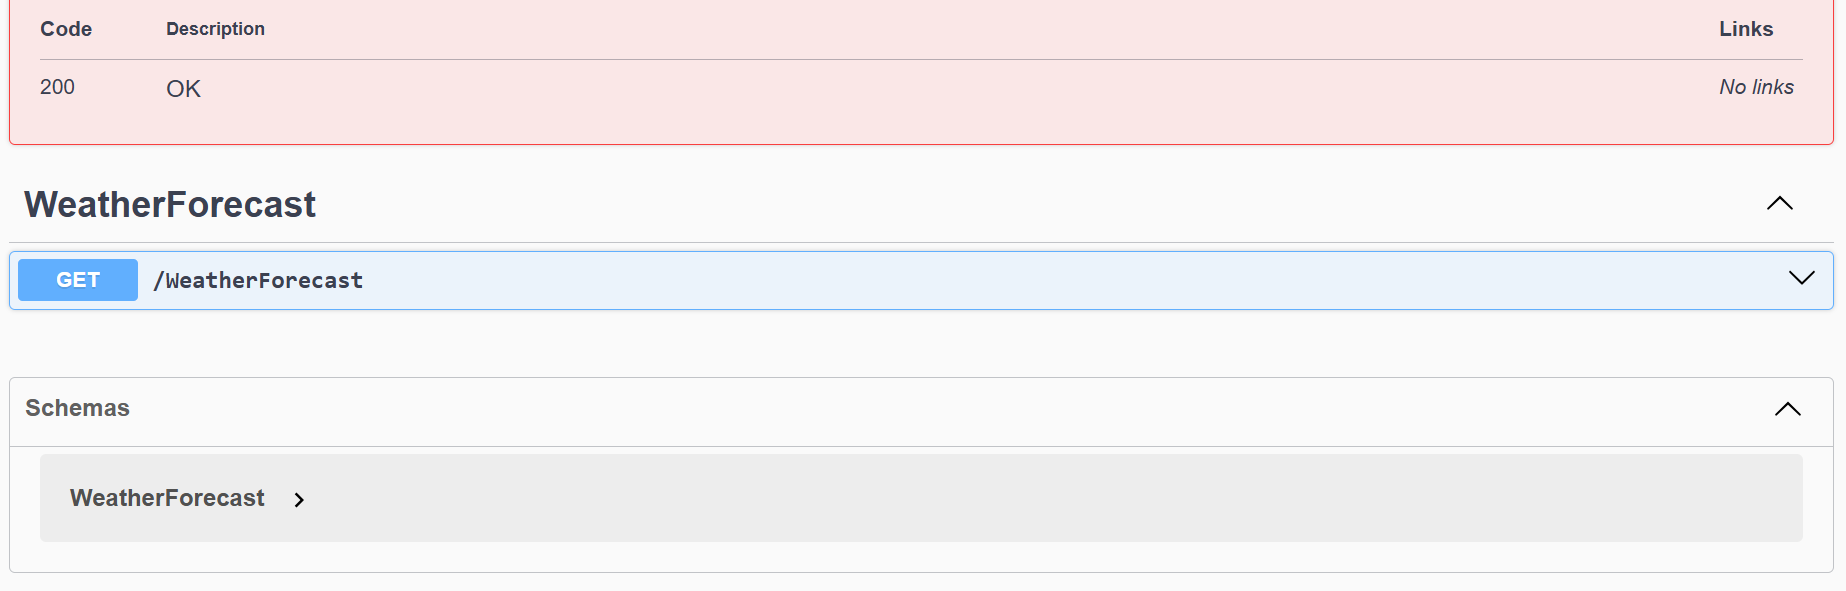 Code Description Links
200 OK No links
WeatherForecast
GET /WeatherForecast
Schemas
WeatherForecast